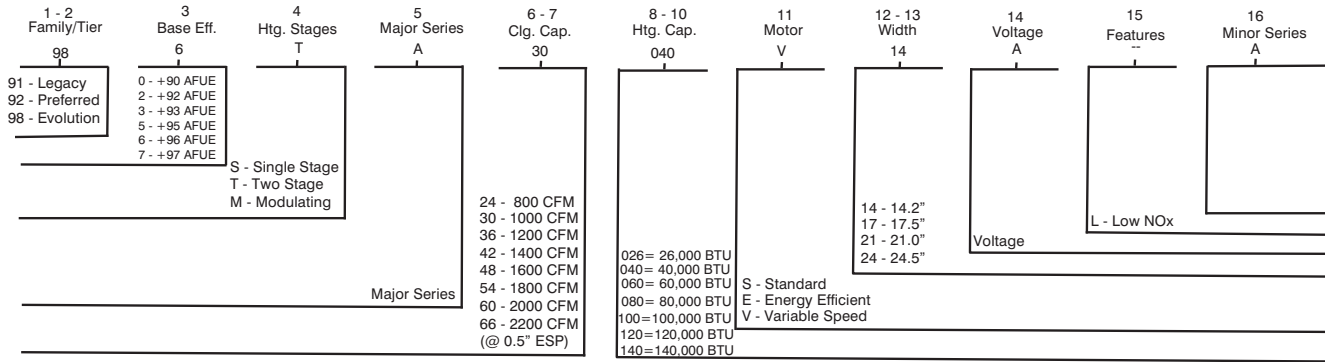 1 - 2
Family/Tier
98
3
Base Eff.
6
4
Htg. Stages
T
5
Major Series
A
6 - 7
Clg. Cap.
30
8 - 10
Htg. Cap.
040
11
Motor
V
12 - 13
Width
14
14
Voltage
A
15
Features
--
16
Minor Series
A
91 - Legacy
92 - Preferred
98 - Evolution
0 - +90 AFUE
2 - +92 AFUE
3 - +93 AFUE
5 - +95 AFUE
6 - +96 AFUE
7 - +97 AFUE
S - Single Stage
T - Two Stage
M - Modulating
Major Series
24 - 800 CFM
30 - 1000 CFM
36 - 1200 CFM
42 - 1400 CFM
48 - 1600 CFM
54 - 1800 CFM
60 - 2000 CFM
66 - 2200 CFM
(@ 0.5” ESP)
026= 26,000 BTU
040= 40,000 BTU
060= 60,000 BTU
080= 80,000 BTU
100=100,000 BTU
120=120,000 BTU
140=140,000 BTU
S - Standard
E - Energy Efficient
V - Variable Speed
14 - 14.2”
17 - 17.5”
21 - 21.0”
24 - 24.5”
Voltage
L - Low NOx